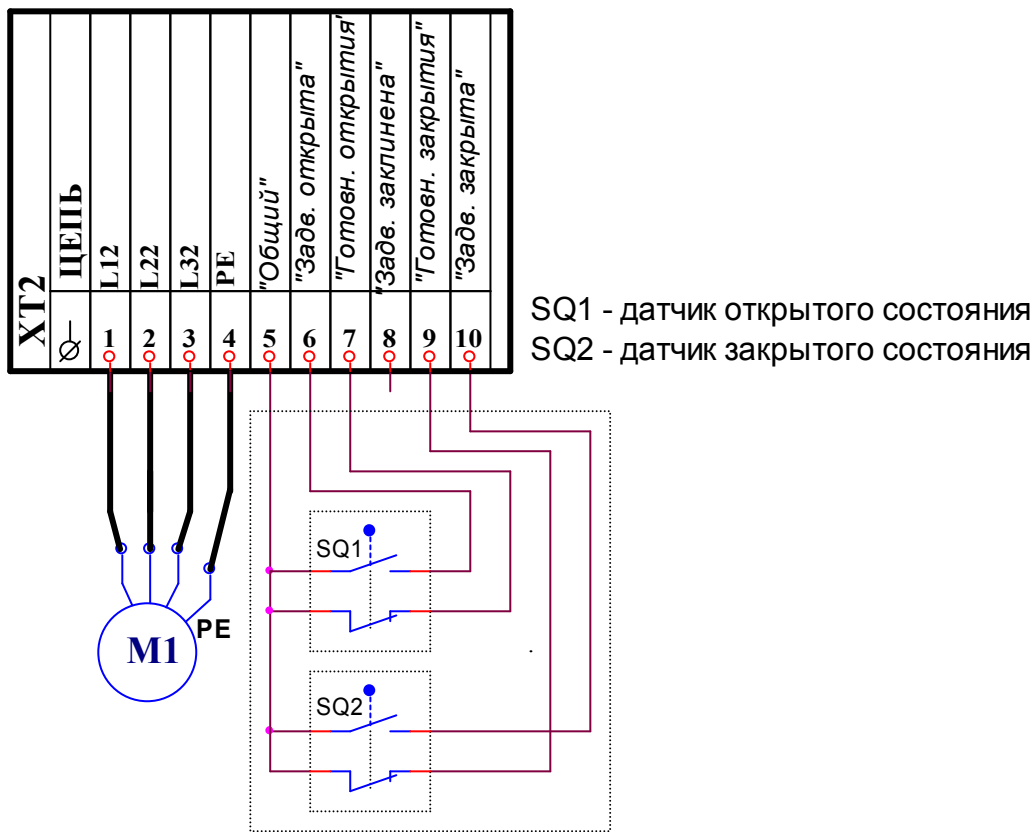 XT2
ЦЕПЬ
L12
L22
L32
PE
"Общий"
"Задв. открыта"
"Готовн. открытия"
"Задв. заклинена"
"Готовн. закрытия"
"Задв. закрыта"
1 2 3 4 5 6 7 8 9 10
SQ1 - датчик открытого состояния
SQ2 - датчик закрытого состояния
SQ1
PE
M1
SQ2